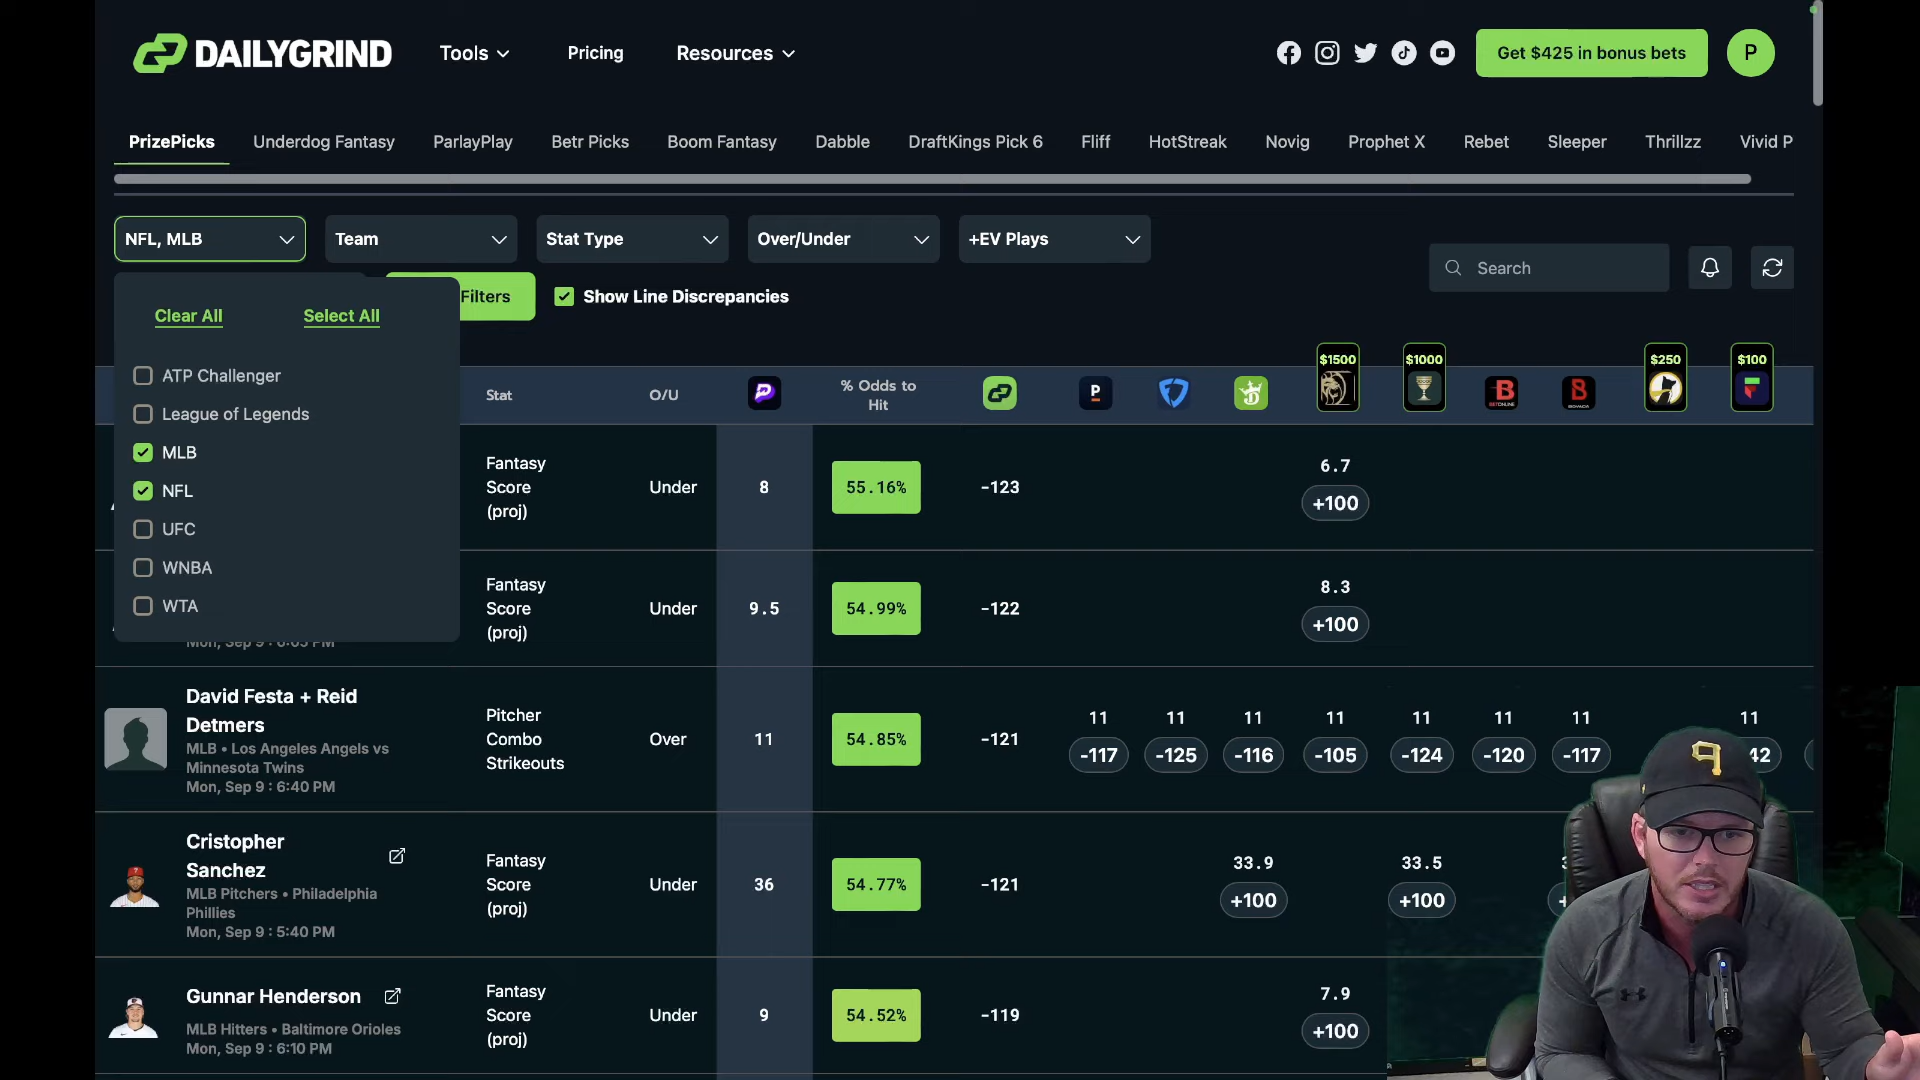 DAILYGRIND
Tools
Pricing
Resources
Get $425 in bonus bets
P
PrizePicks
Underdog Fantasy
ParlayPlay
Betr Picks
Boom Fantasy
Dabble
DraftKings Pick 6
Fliff
HotStreak
Novig
Prophet X
Rebet
Sleeper
Thrillzz
Vivid P
NFL, MLB
Team
Stat Type
Over/Under
+EV Plays
Search
Clear All
Select All
Filters
Show Line Discrepancies
ATP Challenger
League of Legends
MLB
NFL
UFC
WNBA
WTA
$1500
$1000
$250
$100
Stat
O/U
% Odds to
Hit
P
B
BETONLINE
B
BOVADA
Fantasy
Score
(proj)
Under
8
55.16%
-123
6.7
+100
Mon, Sep 9 : 6:05 PM
Fantasy
Score
(proj)
Under
9.5
54.99%
-122
8.3
+100
David Festa + Reid
Detmers
MLB • Los Angeles Angels vs
Minnesota Twins
Mon, Sep 9 : 6:40 PM
Pitcher
Combo
Strikeouts
Over
11
54.85%
-121
11 11 11 11 11 11 11 11
-117 -125 -116 -105 -124 -120 -117 42
Cristopher
Sanchez
MLB Pitchers • Philadelphia
Phillies
Mon, Sep 9 : 5:40 PM
Fantasy
Score
(proj)
Under
36
54.77%
-121
33.9 33.5
+100 +100
Gunnar Henderson
MLB Hitters • Baltimore Orioles
Mon, Sep 9 : 6:10 PM
Fantasy
Score
(proj)
Under
9
54.52%
-119
7.9
+100